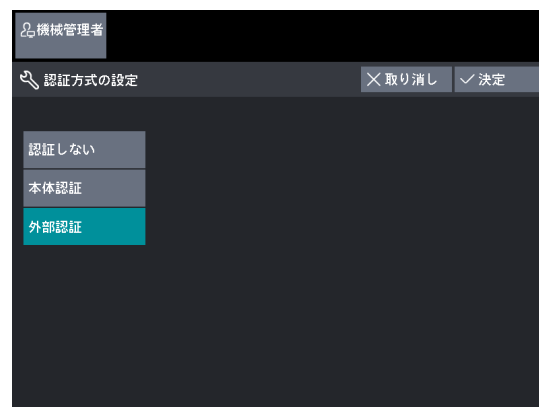 機械管理者
認証方式の設定
取り消し
決定
認証しない
本体認証
外部認証